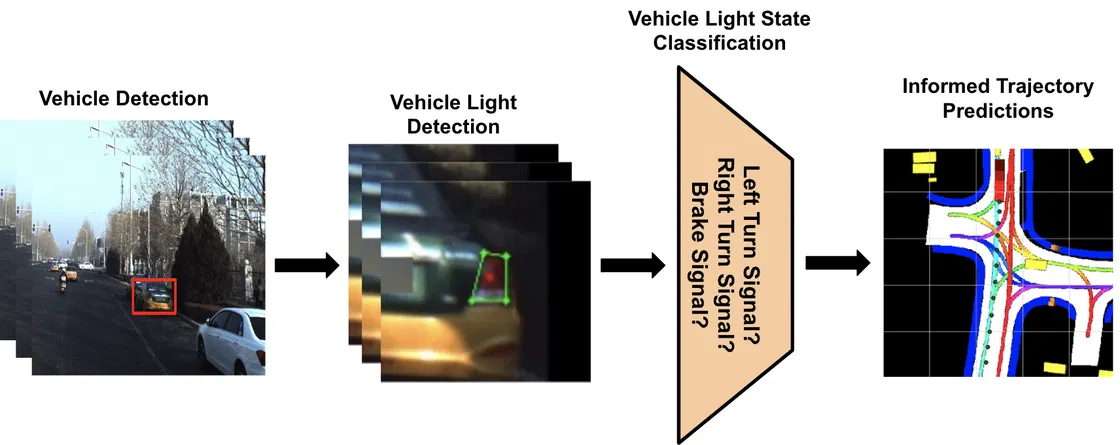 Vehicle Detection
Vehicle Light
Detection
Vehicle Light State
Classification
Left Turn Signal?
Right Turn Signal?
Brake Signal?
Informed Trajectory
Predictions